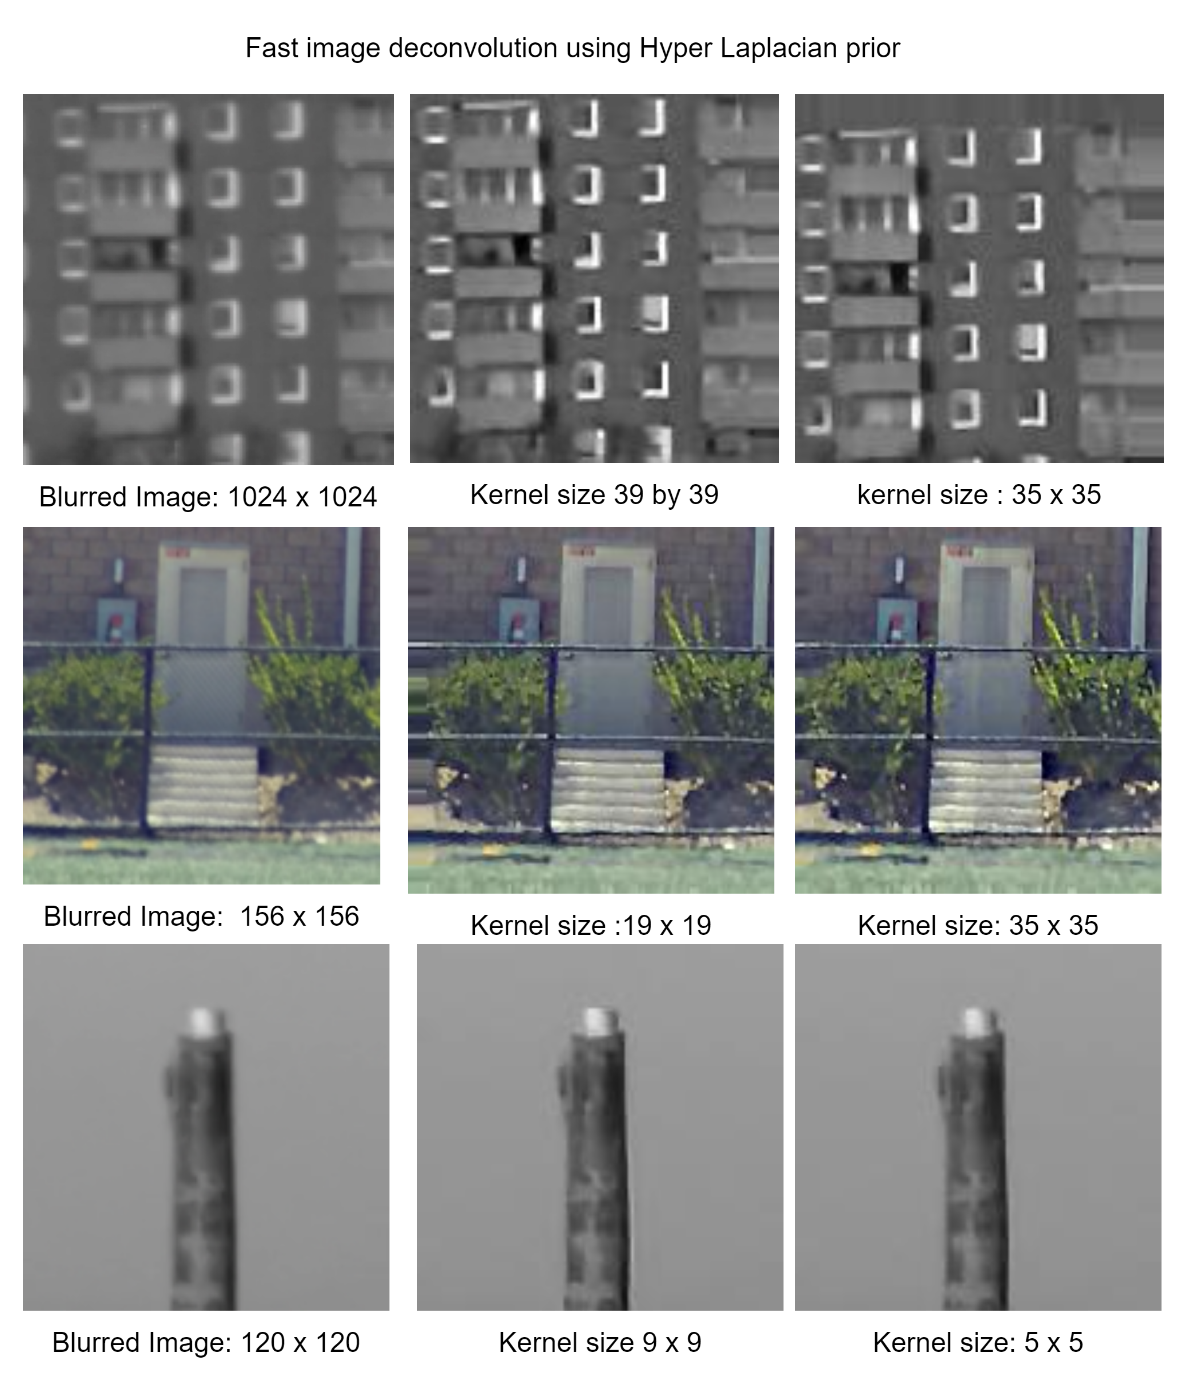 Fast image deconvolution using Hyper Laplacian prior
Blurred Image: 1024 x 1024
Kernel size 39 by 39
kernel size : 35 x 35
Blurred Image:  156 x 156
Kernel size :19 x 19
Kernel size: 35 x 35
Blurred Image: 120 x 120
Kernel size 9 x 9
Kernel size: 5 x 5